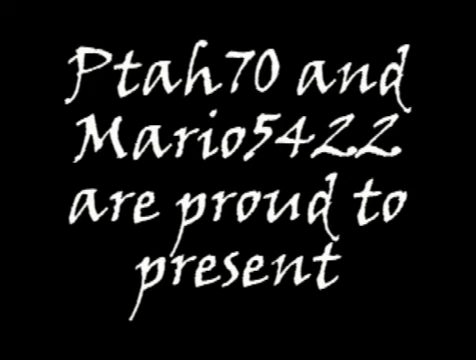 Ptah70 and
Mario5422
are proud to
present